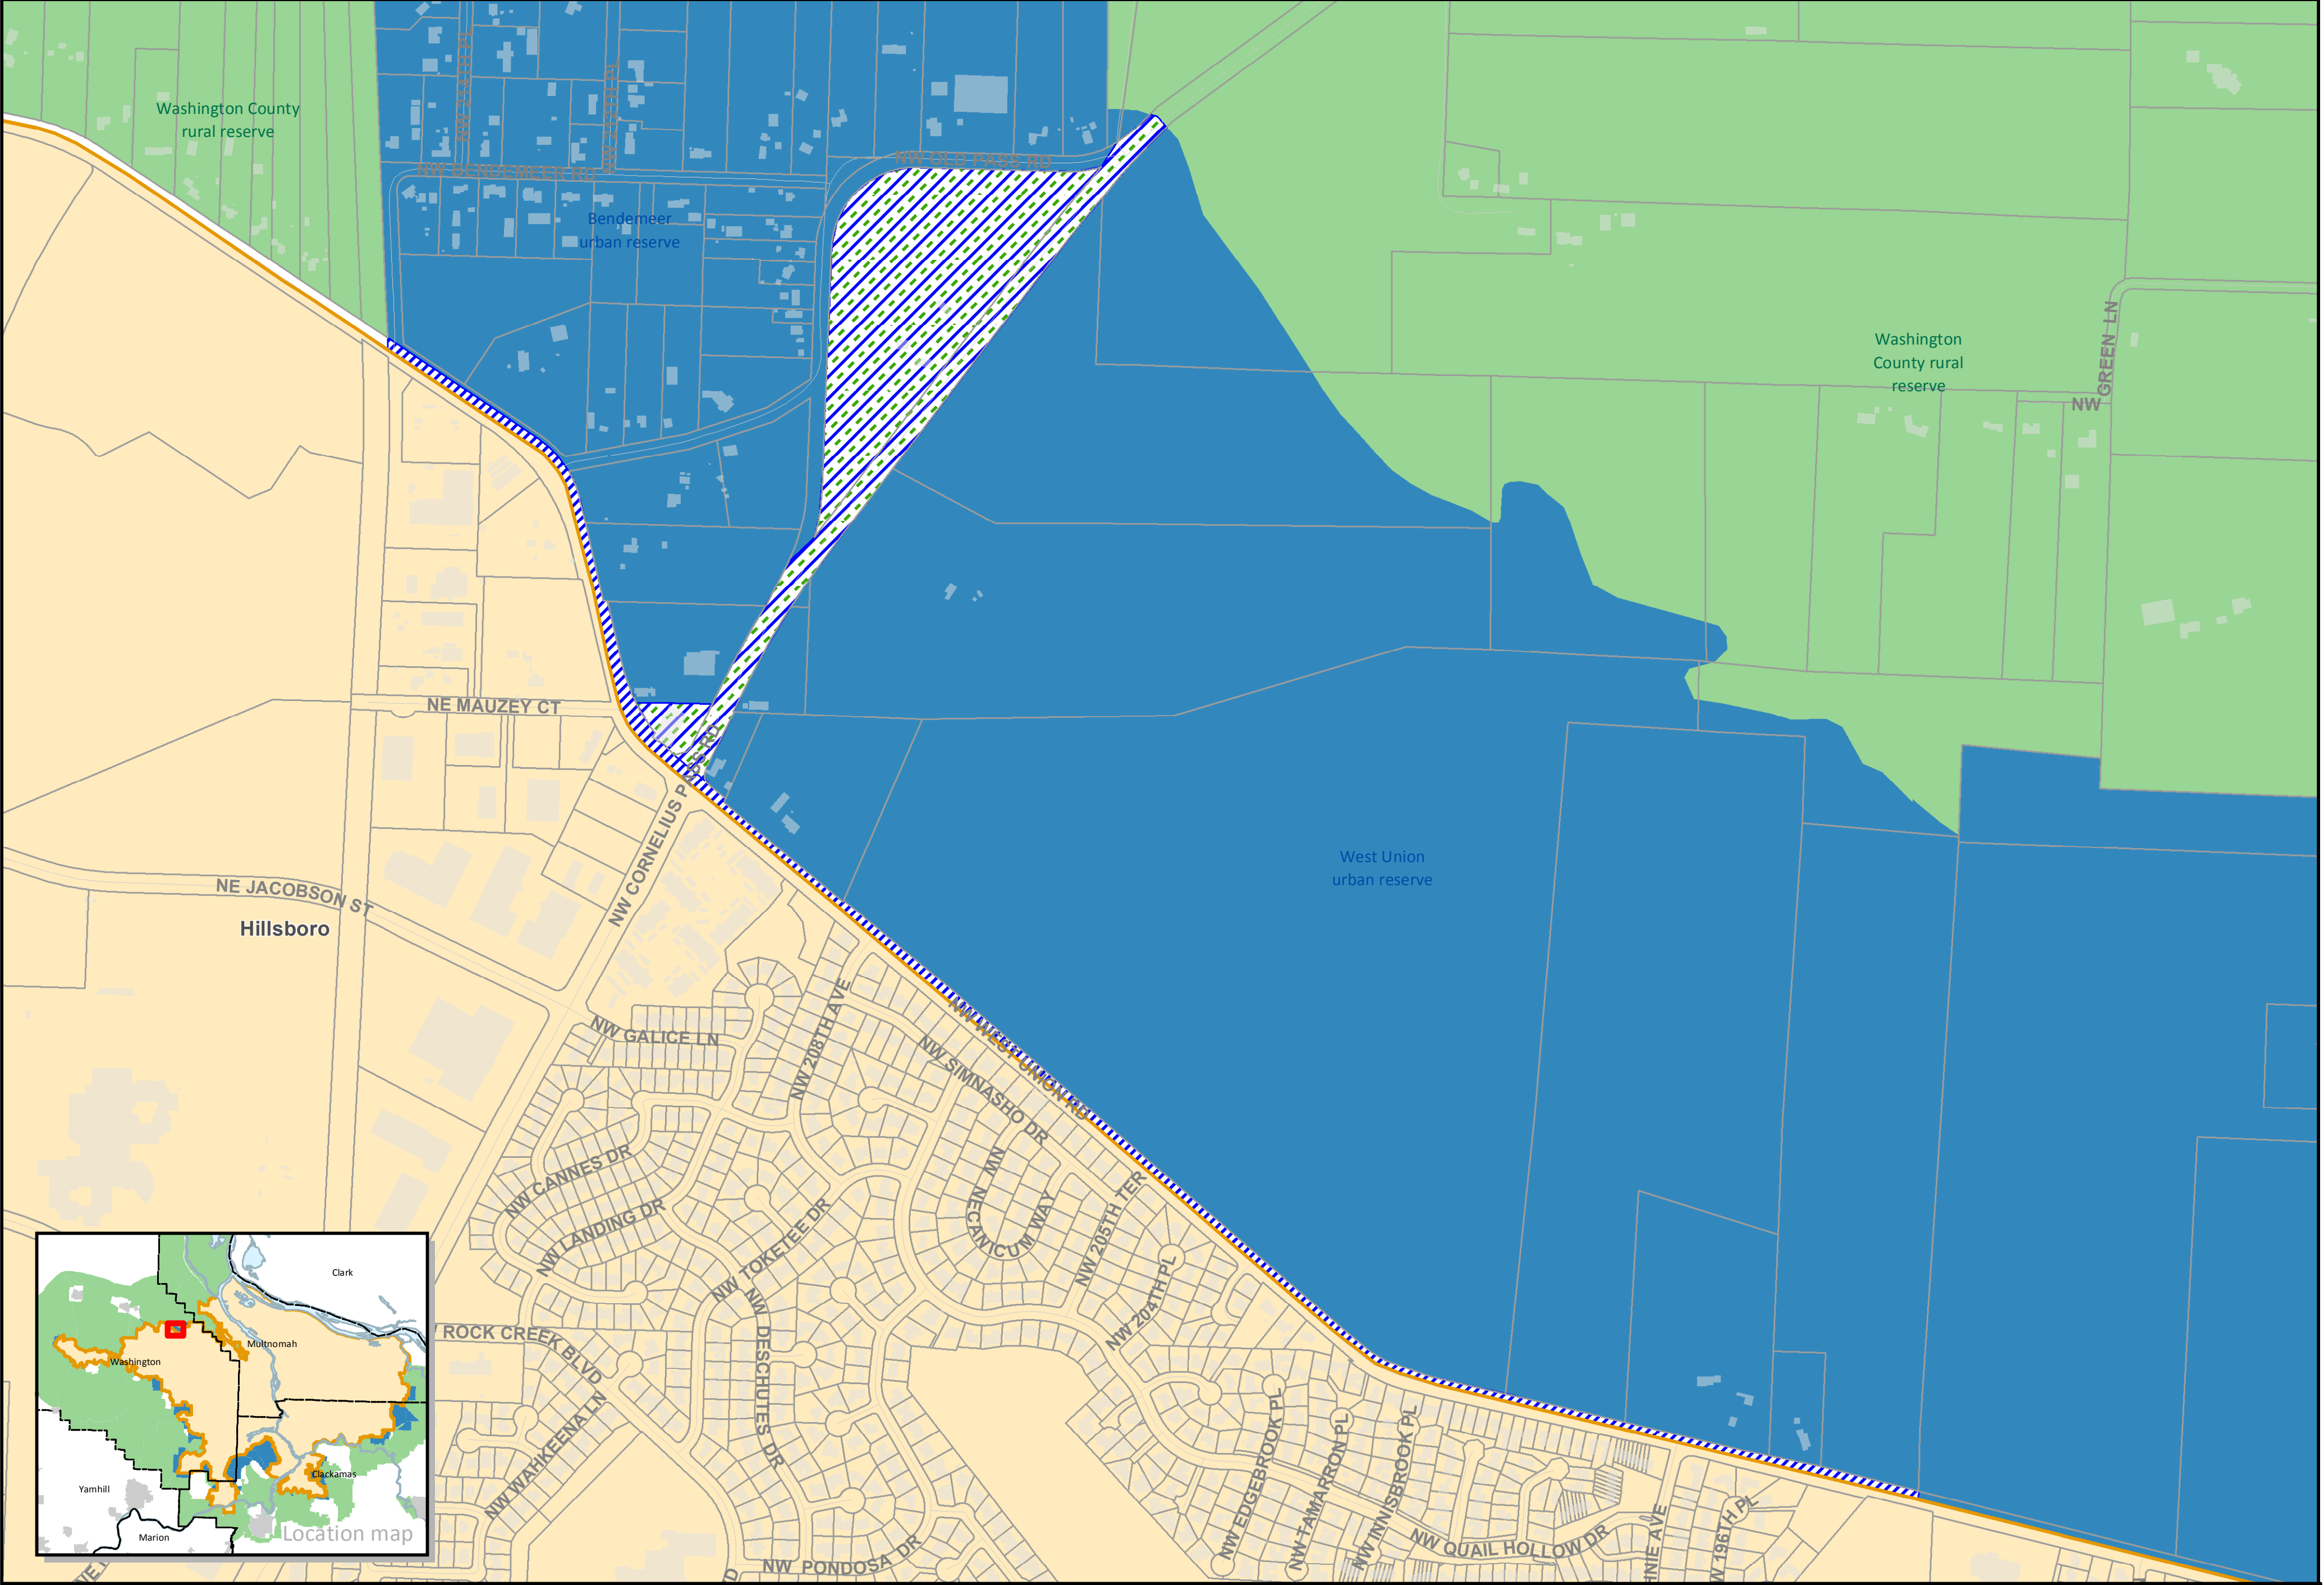 Washington County
rural reserve
NW BENDEMEER RD
NW OLD PASS RD
Bendemeer
urban reserve
Washington
County rural
reserve
NW GREEN LN
NE MAUZEY CT
NW CORNELIUS PASS RD
West Union
urban reserve
NE JACOBSON ST
Hillsboro
NW GALICE LN
NW 208TH AVE
NW WEST UNION RD
NW SIMNASHO DR
NW CANNES DR
NW LANDING DR
NW TOKETEE DR
NW NECANICUM WAY
NW 205TH TER
NW 204TH PL
ROCK CREEK BLVD
NW DESCHUTES DR
NW WAHKEENA LN
NW EDGEBROOK PL
NW TAMARRON PL
NW INNISBROOK PL
NW QUAIL HOLLOW DR
NW PONDOSA DR
HNIE AVE
W 196TH PL
Clark
Multnomah
Washington
Clackamas
Yamhill
Marion
Location map